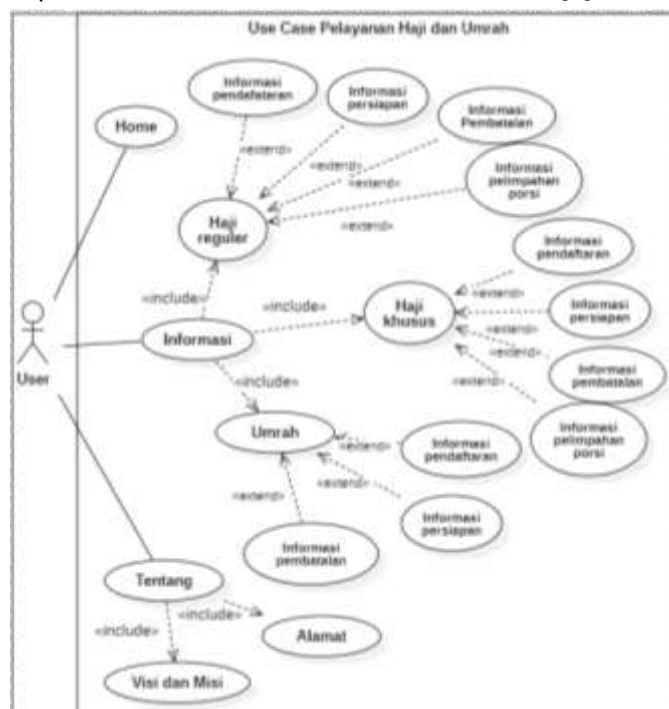 Use Case Pelayanan Haji dan Umrah
Informasi
pendafataran
Informasi
persiapan
Informasi
Pembatalan
Informasi
pelimpahan
porsi
Home
«extend»
«extend»
«extend»
«extend»
Haji
reguler
Informasi
pendaftaran
«include»
«include»
Haji
khusus
«extend»
Informasi
persiapan
«extend»
«extend»
Informasi
pembatalan
Informasi
User
«include»
«extend»
Informasi
pelimpahan
porsi
Umrah
«extend»
Informasi
pendaftaran
«extend»
«extend»
Informasi
persiapan
Informasi
pembatalan
Tentang
«include»
«include»
Alamat
Visi dan Misi